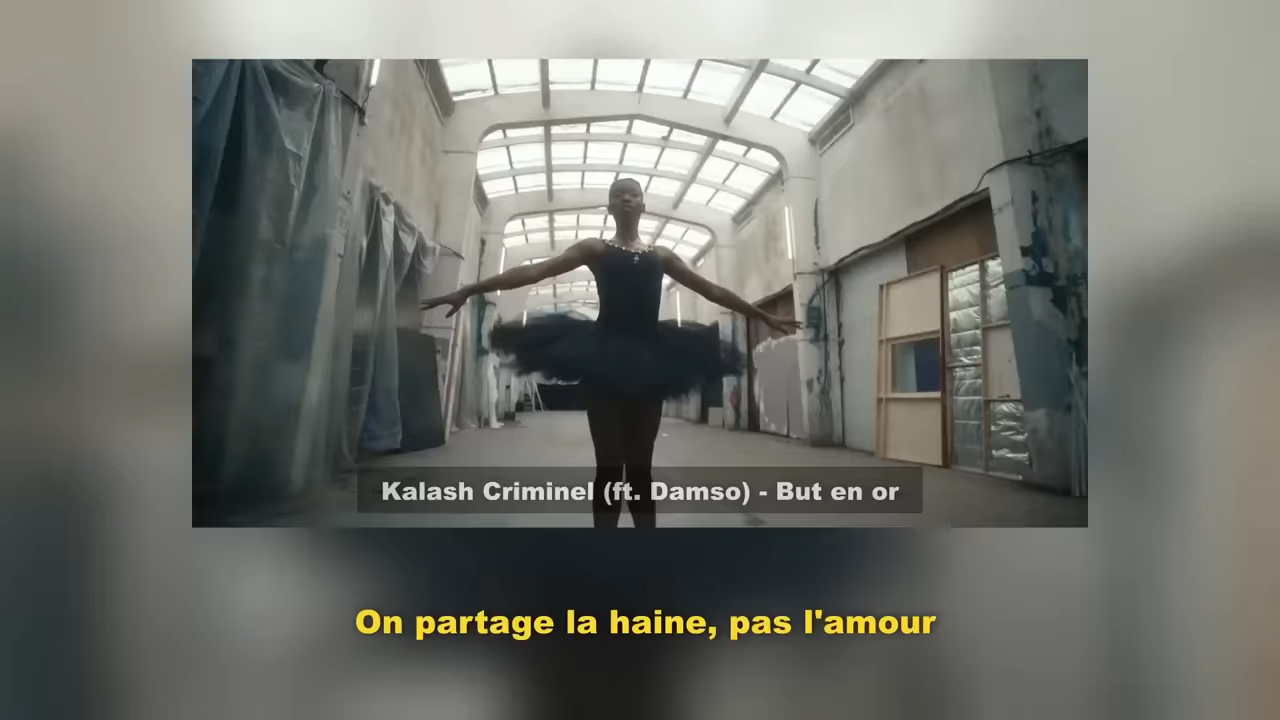 Kalash Criminel (ft. Damso) - But en or
On partage la haine, pas l'amour